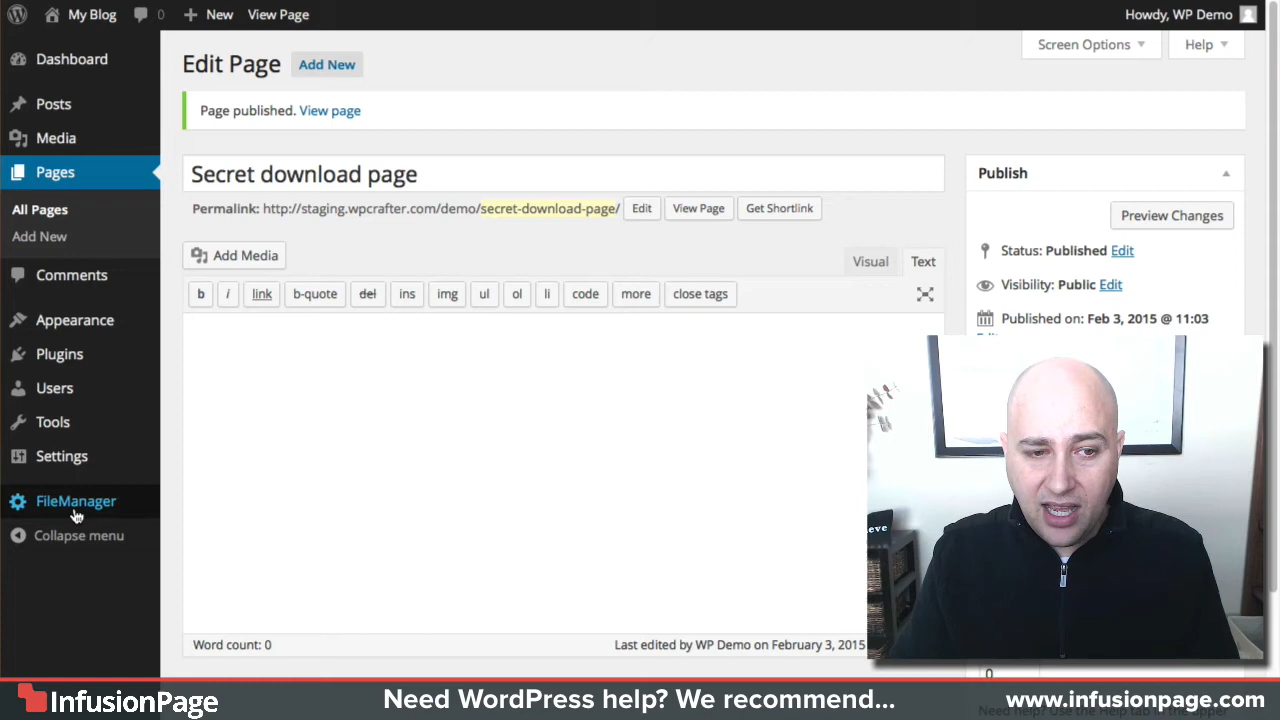 My Blog
0
New
View Page
Howdy, WP Demo
Dashboard
Posts
Media
Pages
All Pages
Add New
Comments
Appearance
Plugins
Users
Tools
Settings
FileManager
Collapse menu
Screen Options
Help
Edit Page
Add New
Page published. View page
Secret download page
Permalink: http://staging.wpcrafter.com/demo/secret-download-page/
Edit
View Page
Get Shortlink
Add Media
Visual
Text
b
i
link
b-quote
del
ins
img
ul
ol
li
code
more
close tags
Word count: 0
Last edited by WP Demo on February 3, 2015
Publish
Preview Changes
Status: Published Edit
Visibility: Public Edit
Published on: Feb 3, 2015 @ 11:03
eve
0
InfusionPage
Need WordPress help? We recommend...
www.infusionpage.com